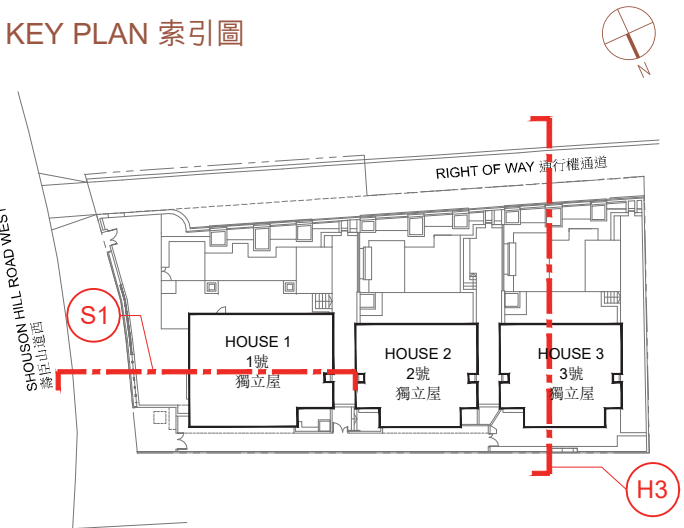 KEY PLAN 索引圖
N
RIGHT OF WAY 通行權通道
SHOUSON HILL ROAD WEST
壽臣山道西
S1
HOUSE 1
1號
獨立屋
HOUSE 2
2號
獨立屋
HOUSE 3
3號
獨立屋
H3